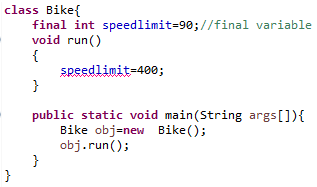 class Bike{
    final int speedlimit=90;//final variable
    void run()
    {
        speedlimit=400;
    }

    public static void main(String args[]){
        Bike obj=new  Bike();
        obj.run();
    }
}